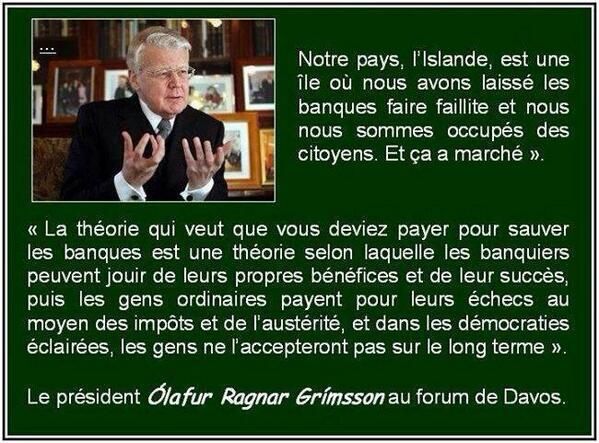 ...
Notre pays, l'Islande, est une
île où nous avons laissé les
banques faire faillite et nous
nous sommes occupés des
citoyens. Et ça a marché ».
« La théorie qui veut que vous deviez payer pour sauver
les banques est une théorie selon laquelle les banquiers
peuvent jouir de leurs propres bénéfices et de leur succès,
puis les gens ordinaires payent pour leurs échecs au
moyen des impôts et de l'austérité, et dans les démocraties
éclairées, les gens ne l'accepteront pas sur le long terme ».
Le président Ólafur Ragnar Grímsson au forum de Davos.